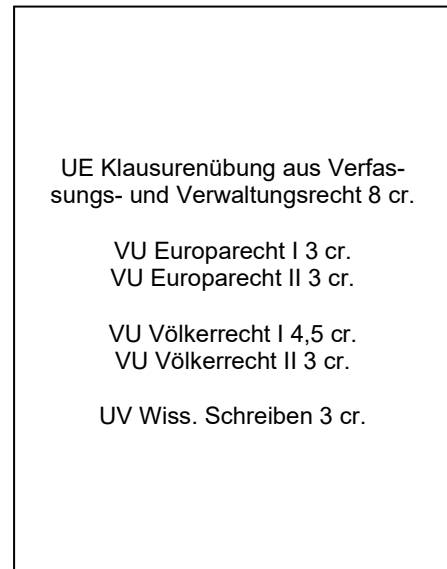 UE Klausurenübung aus Verfas-
sungs- und Verwaltungsrecht 8 cr.
VU Europarecht I 3 cr.
VU Europarecht II 3 cr.
VU Völkerrecht I 4,5 cr.
VU Völkerrecht II 3 cr.
UV Wiss. Schreiben 3 cr.